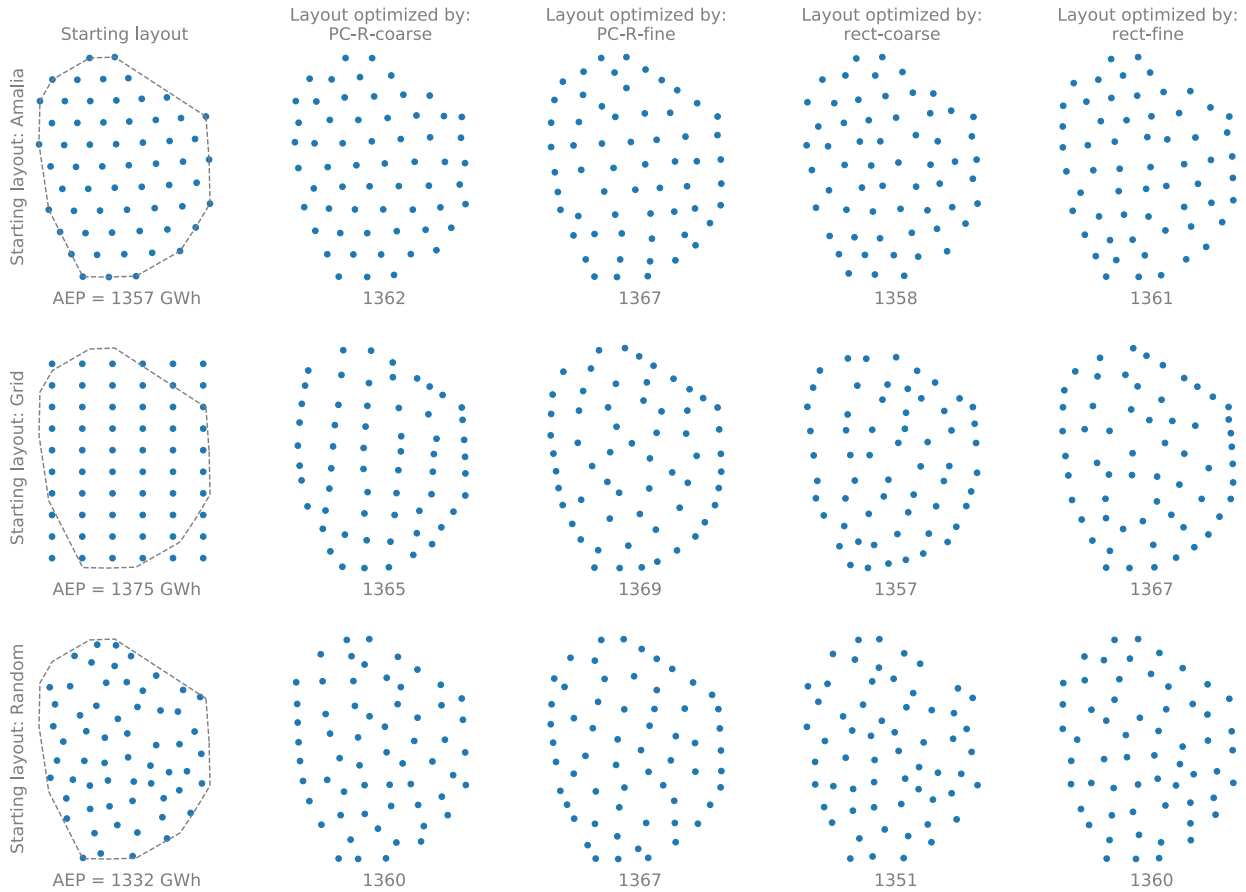 Starting layout
Layout optimized by:
PC-R-coarse
Layout optimized by:
PC-R-fine
Layout optimized by:
rect-coarse
Layout optimized by:
rect-fine
Starting layout: Amalia
AEP = 1357 GWh
1362
1367
1358
1361
Starting layout: Grid
AEP = 1375 GWh
1365
1369
1357
1367
Starting layout: Random
AEP = 1332 GWh
1360
1367
1351
1360